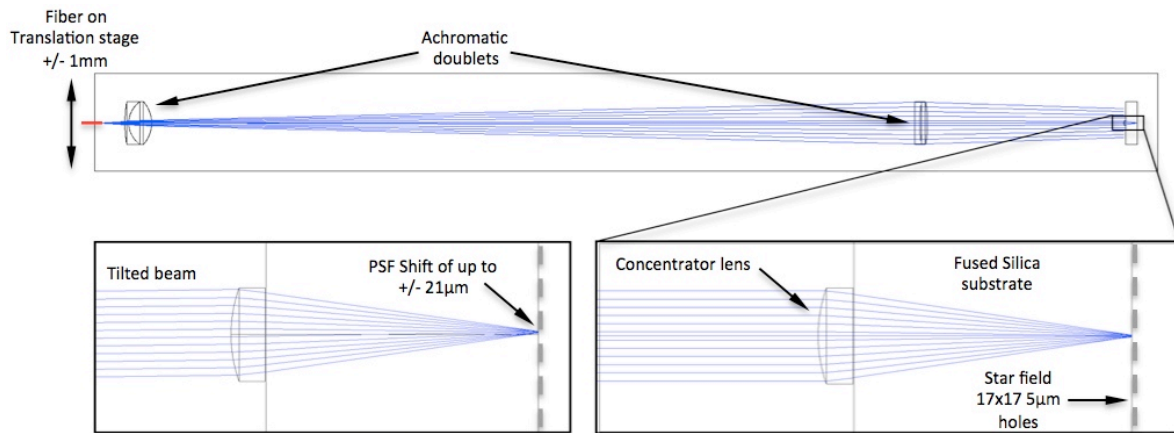 Fiber on
Translation stage
+/- 1mm
Achromatic
doublets
Tilted beam
PSF Shift of up to
+/- 21µm
Concentrator lens
Fused Silica
substrate
Star field
17x17 5µm
holes